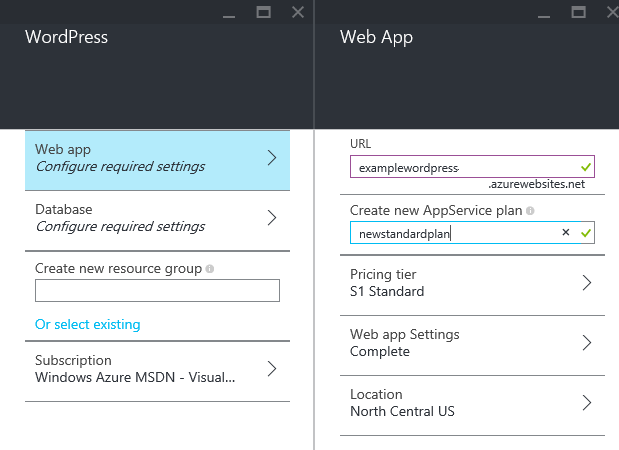 WordPress
Web app
Configure required settings
Database
Configure required settings
Create new resource group
Or select existing
Subscription
Windows Azure MSDN - Visual...
Web App
URL
examplewordpress
.azurewebsites.net
Create new AppService plan
newstandardplan
Pricing tier
S1 Standard
Web app Settings
Complete
Location
North Central US